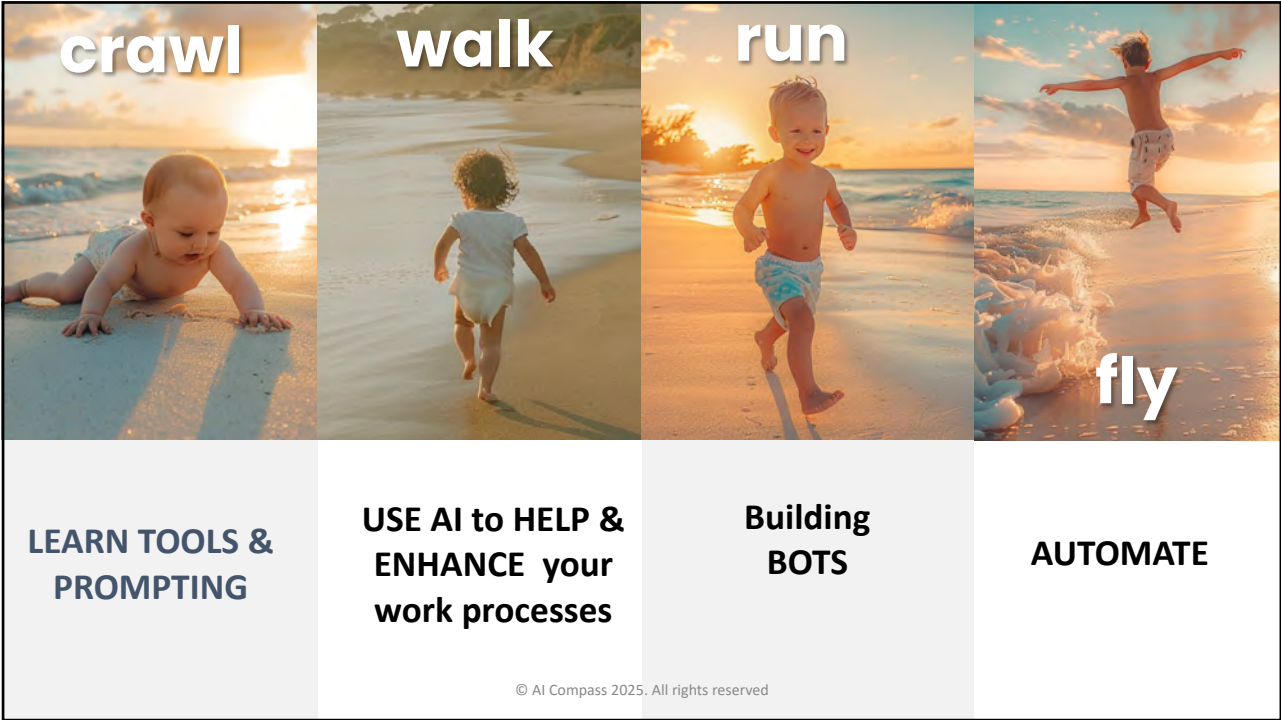 crawl
walk
run
fly
LEARN TOOLS &
PROMPTING
USE AI to HELP &
ENHANCE  your
work processes
Building
BOTS
AUTOMATE
© AI Compass 2025. All rights reserved